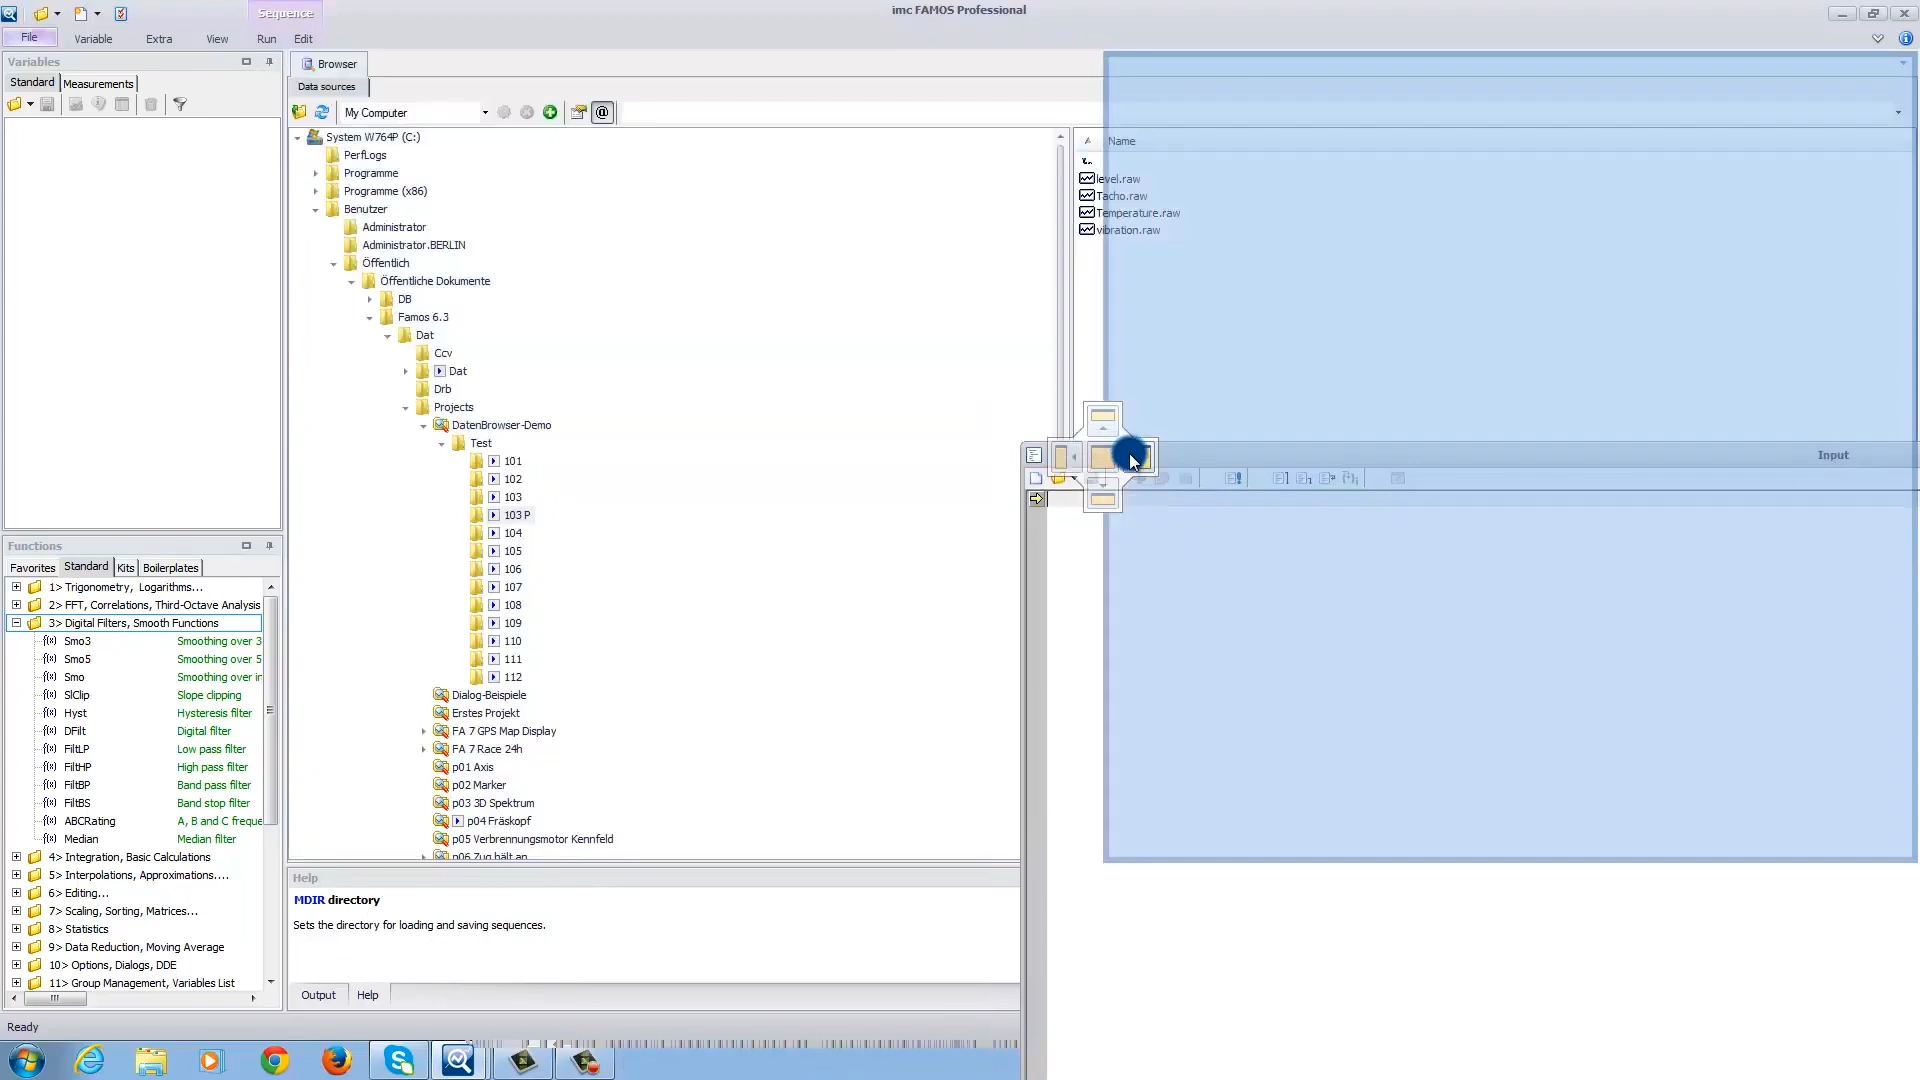 imc FAMOS Professional
Sequence
File
Variable
Extra
View
Run
Edit
Variables
Standard
Measurements
Browser
Data sources
My Computer
System W764P (C:)
PerfLogs
Programme
Programme (x86)
Benutzer
Administrator
Administrator.BERLIN
Öffentlich
Öffentliche Dokumente
DB
Famos 6.3
Dat
Ccv
Dat
Drb
Projects
DatenBrowser-Demo
Test
101
102
103
103 P
104
105
106
107
108
109
110
111
112
Dialog-Beispiele
Erstes Projekt
FA 7 GPS Map Display
FA 7 Race 24h
p01 Axis
p02 Marker
p03 3D Spektrum
p04 Fräskopf
p05 Verbrennungsmotor Kennfeld
p06 Zug hält an
Name
level.raw
Tacho.raw
Temperature.raw
vibration.raw
Input
Functions
Favorites
Standard
Kits
Boilerplates
1> Trigonometry, Logarithms...
2> FFT, Correlations, Third-Octave Analysis
3> Digital Filters, Smooth Functions
Smo3 Smoothing over 3
Smo5 Smoothing over 5
Smo Smoothing over in
SlClip Slope clipping
Hyst Hysteresis filter
DFilt Digital filter
FiltLP Low pass filter
FiltHP High pass filter
FiltBP Band pass filter
FiltBS Band stop filter
ABCRating A, B and C freque
Median Median filter
4> Integration, Basic Calculations
5> Interpolations, Approximations....
6> Editing...
7> Scaling, Sorting, Matrices...
8> Statistics
9> Data Reduction, Moving Average
10> Options, Dialogs, DDE
11> Group Management, Variables List
Help
MDIR directory
Sets the directory for loading and saving sequences.
Output
Help
Ready